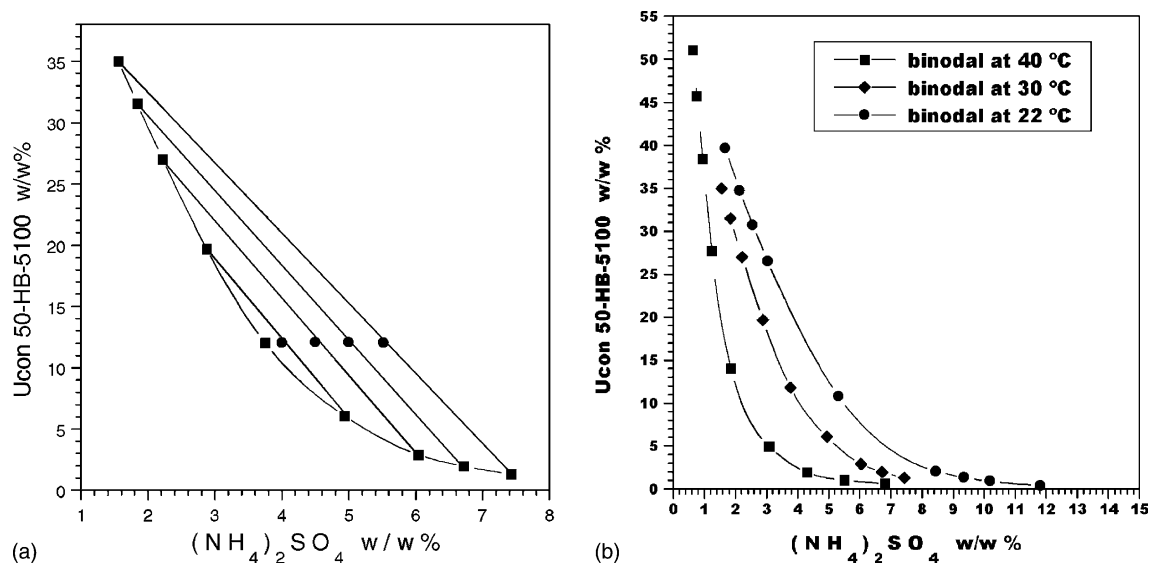 Ucon 50-HB-5100 w/w%
35
30
25
20
15
10
5
0
1 2 3 4 5 6 7 8
(NH4)2SO4 w/w%
(a)
Ucon 50-HB-5100 w/w %
55
50
45
40
35
30
25
20
15
10
5
0
binodal at 40 °C
binodal at 30 °C
binodal at 22 °C
0 1 2 3 4 5 6 7 8 9 10 11 12 13 14 15
(NH4)2SO4 w/w %
(b)